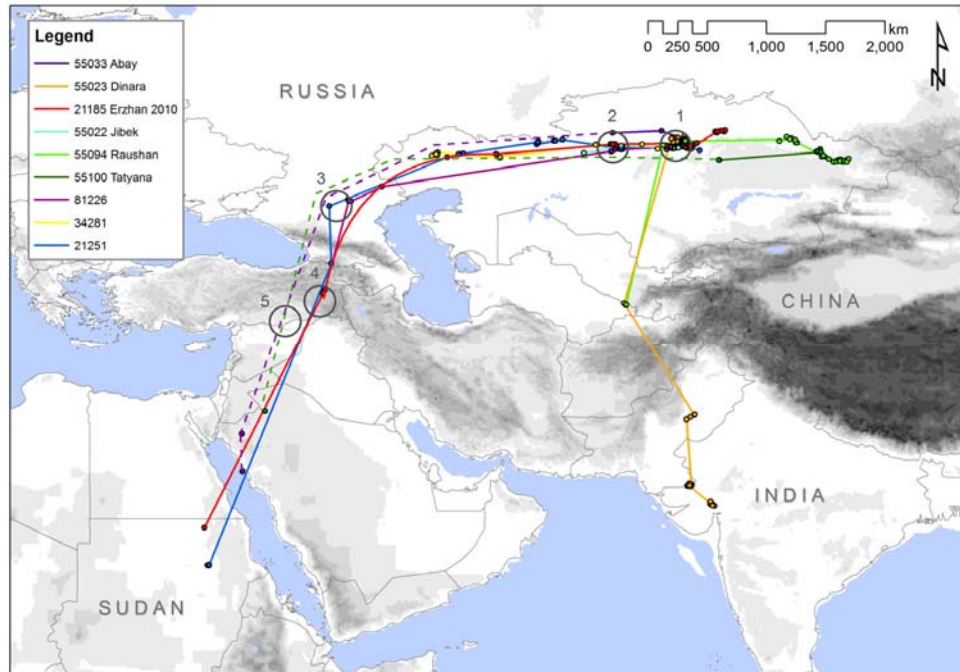 Legend
55033 Abay
55023 Dinara
21185 Erzhan 2010
55022 Jibek
55094 Raushan
55100 Tatyana
81226
34281
21251
km
0 250 500 1,000 1,500 2,000
N
RUSSIA
2 1
3
4
5
CHINA
INDIA
SUDAN